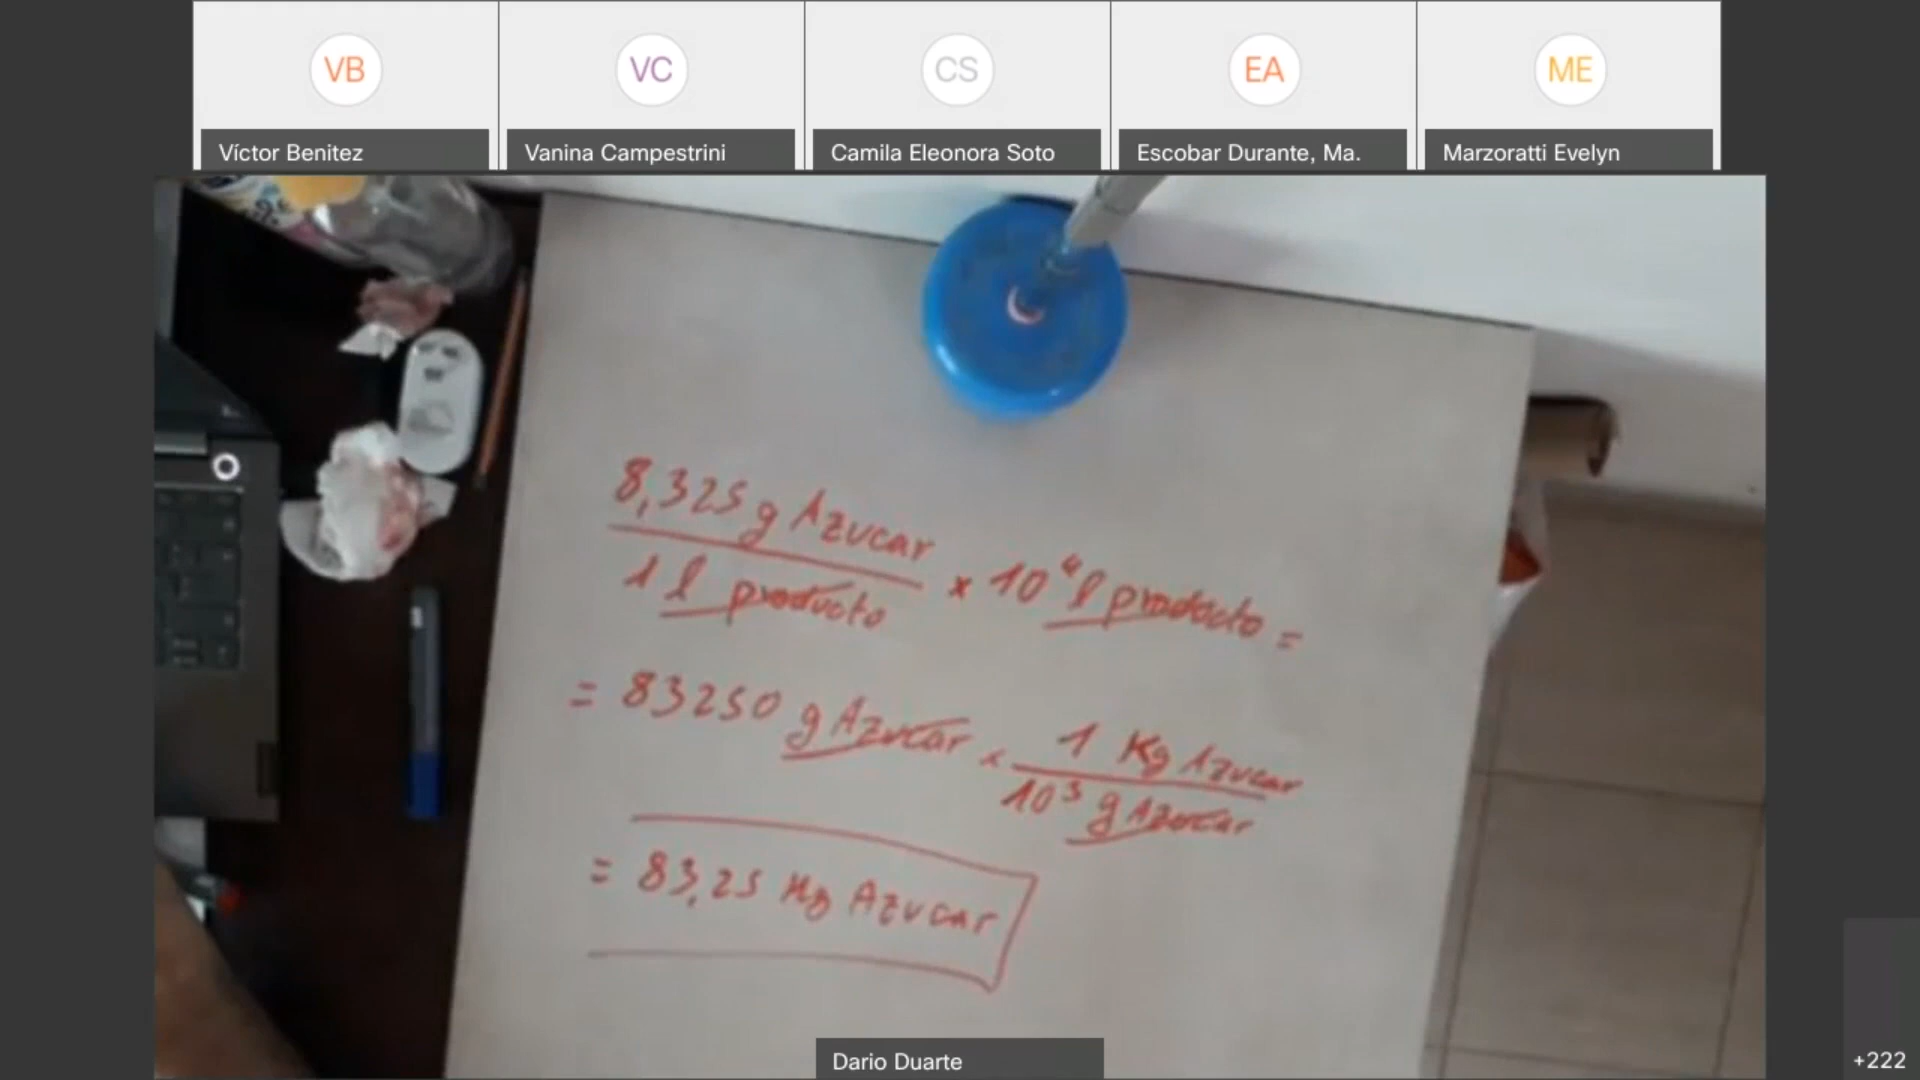 VB
VC
CS
EA
ME
Víctor Benitez
Vanina Campestrini
Camila Eleonora Soto
Escobar Durante, Ma.
Marzoratti Evelyn
8,325 g Azucar
1 l producto
x 10⁴ l producto =
= 83250 g Azucar x
1 Kg Azucar
10³ g Azucar
= 83,25 Kg Azucar
Dario Duarte
+222